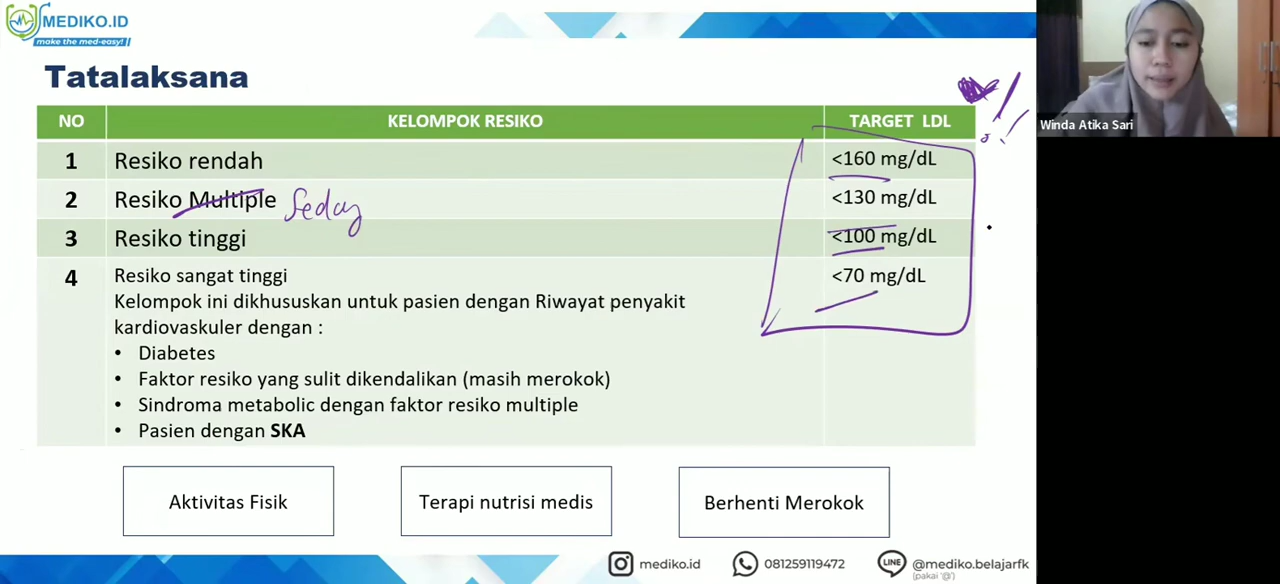 MEDIKO.ID
make the med-easy!
Tatalaksana
NO KELOMPOK RESIKO TARGET LDL
1 Resiko rendah <160 mg/dL
2 Resiko Multiple Sedang <130 mg/dL
3 Resiko tinggi <100 mg/dL
4 Resiko sangat tinggi <70 mg/dL
Kelompok ini dikhususkan untuk pasien dengan Riwayat penyakit
kardiovaskuler dengan :
• Diabetes
• Faktor resiko yang sulit dikendalikan (masih merokok)
• Sindroma metabolic dengan faktor resiko multiple
• Pasien dengan SKA
Aktivitas Fisik Terapi nutrisi medis Berhenti Merokok
mediko.id 081259119472 LINE @mediko.belajarfk
(pakai '@')
Winda Atika Sari